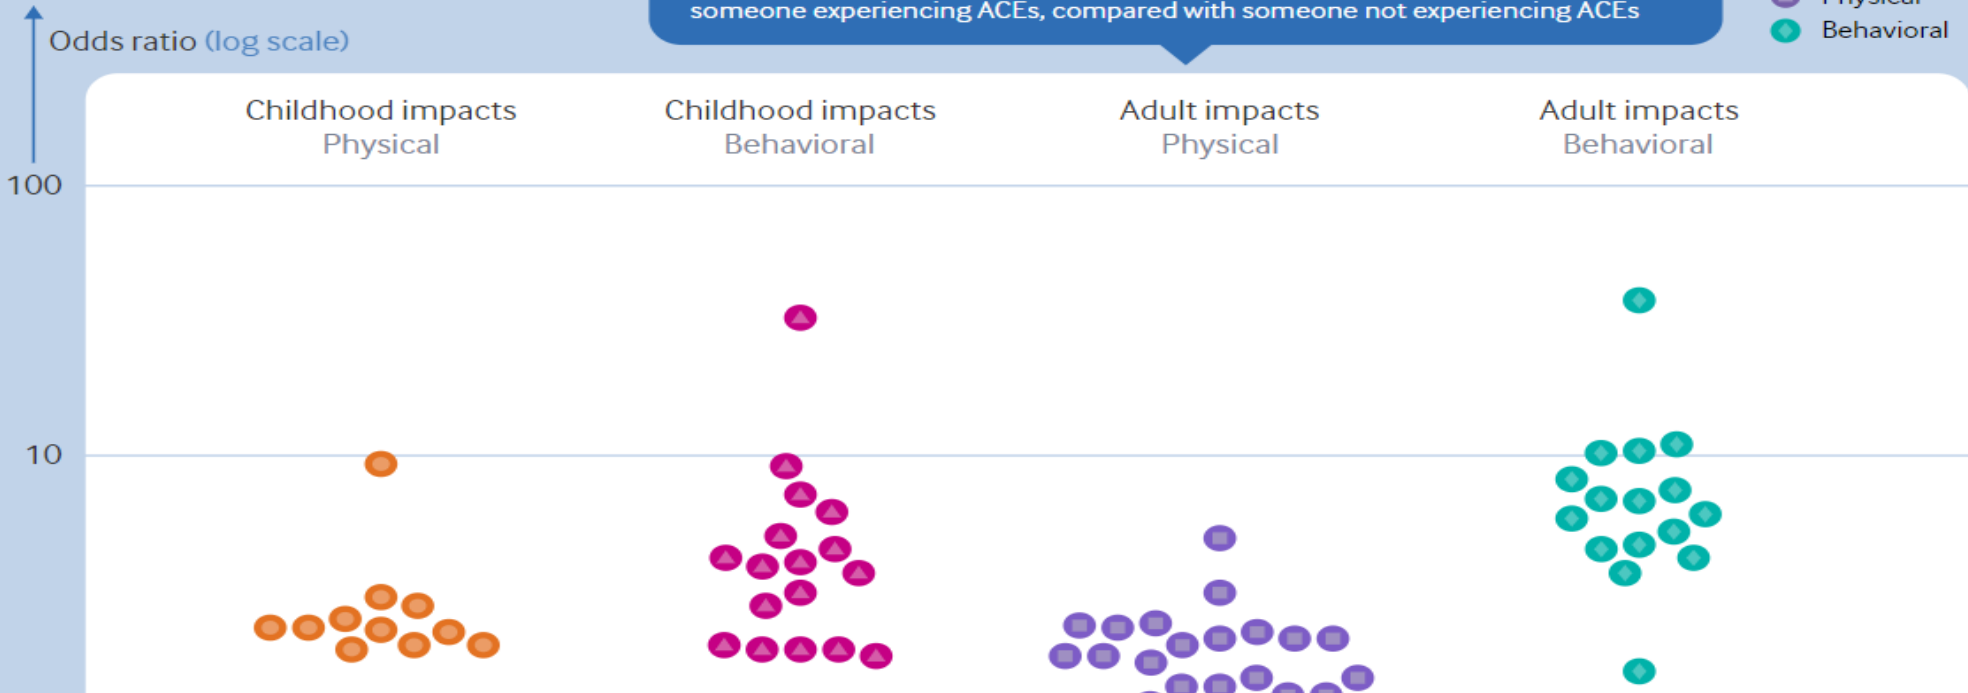 someone experiencing ACEs, compared with someone not experiencing ACEs
Physical
Behavioral
Odds ratio (log scale)
Childhood impacts
Physical
Childhood impacts
Behavioral
Adult impacts
Physical
Adult impacts
Behavioral
100
10